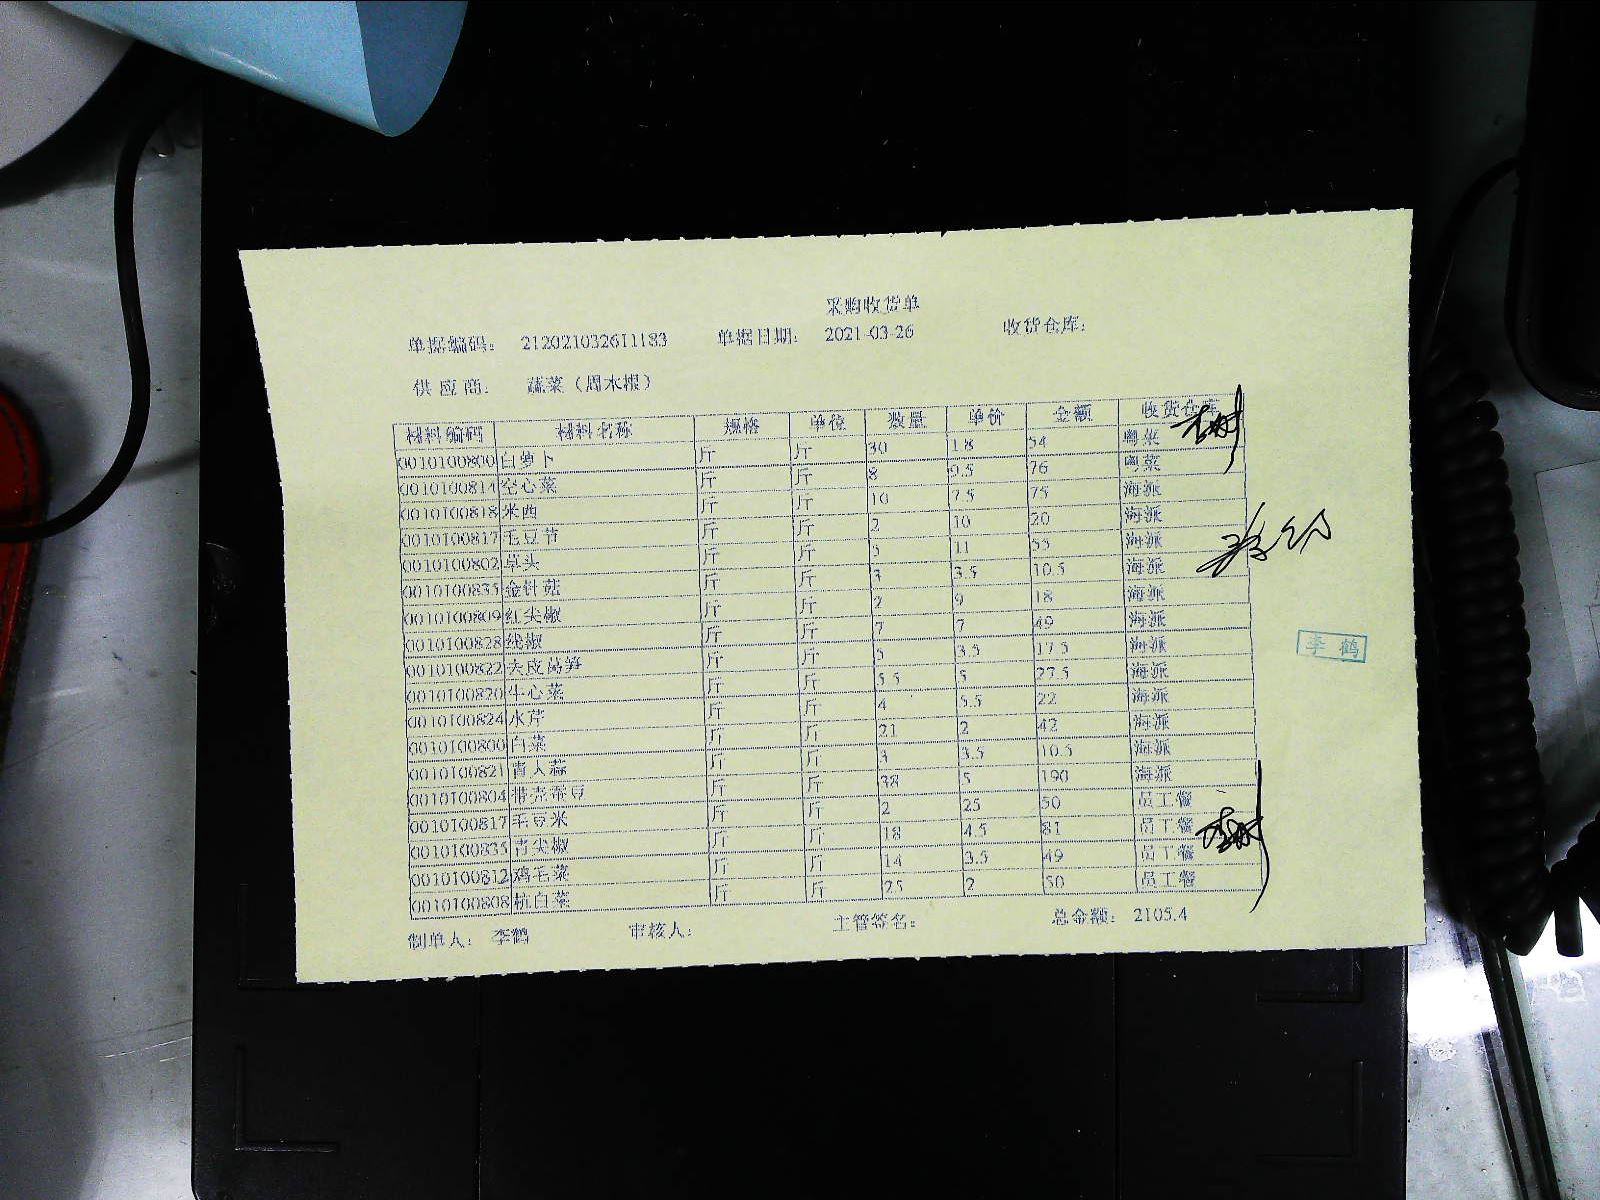 采购收货单
单据编码: 212021032611183 单据日期: 2021-03-26 收货仓库:
供应商: 蔬菜（周水根）
材料编码 材料名称 规格 单位 数量 单价 金额 收货仓库
0010100800 白萝卜 斤 斤 30 1.8 54 粤菜
0010100814 空心菜 斤 斤 8 9.5 76 粤菜
0010100818 米西 斤 斤 10 7.5 75 海派
0010100817 毛豆节 斤 斤 2 10 20 海派
0010100802 草头 斤 斤 5 11 55 海派
0010100835 金针菇 斤 斤 3 3.5 10.5 海派
0010100809 红尖椒 斤 斤 2 9 18 海派
0010100828 线椒 斤 斤 7 7 49 海派
0010100822 去皮莴笋 斤 斤 5 3.5 17.5 海派
0010100820 牛心菜 斤 斤 5.5 5 27.5 海派
0010100824 水芹 斤 斤 4 5.5 22 海派
0010100800 白菜 斤 斤 21 2 42 海派
0010100821 青大蒜 斤 斤 3 3.5 10.5 海派
0010100804 带壳蚕豆 斤 斤 38 5 190 海派
0010100817 毛豆米 斤 斤 2 25 50 员工餐
0010100835 青尖椒 斤 斤 18 4.5 81 员工餐
0010100812 鸡毛菜 斤 斤 14 3.5 49 员工餐
0010100808 杭白菜 斤 斤 25 2 50 员工餐
制单人: 李鹤 审核人: 主管签名: 总金额: 2105.4
李鹤